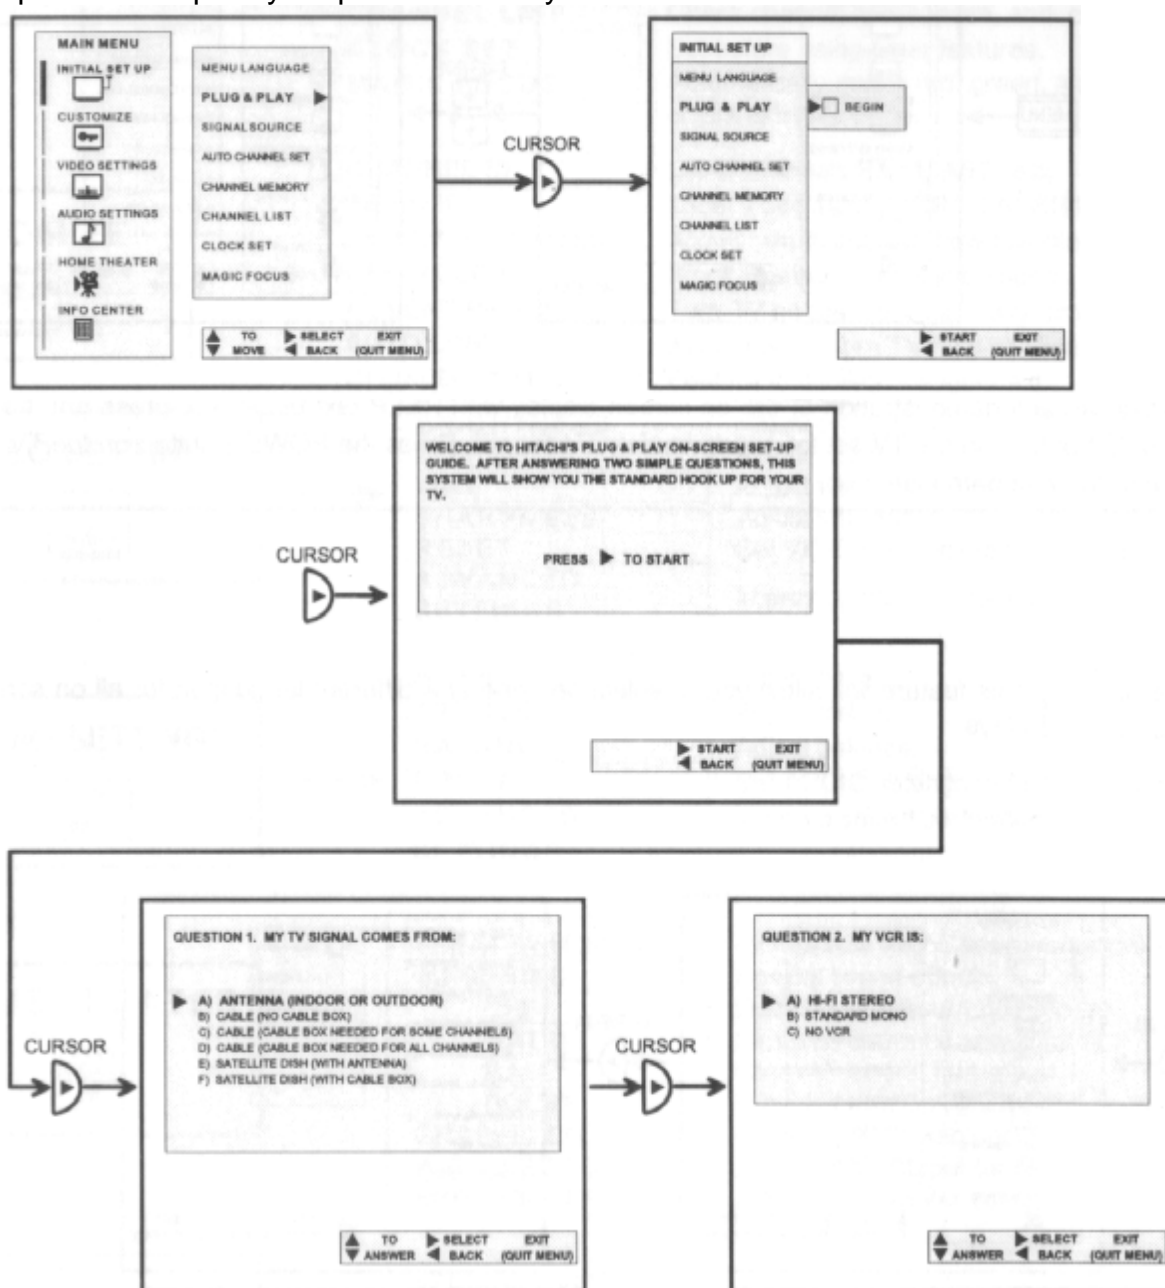 MAIN MENU
INITIAL SET UP
CUSTOMIZE
VIDEO SETTINGS
AUDIO SETTINGS
HOME THEATER
INFO CENTER
MENU LANGUAGE
PLUG & PLAY
SIGNAL SOURCE
AUTO CHANNEL SET
CHANNEL MEMORY
CHANNEL LIST
CLOCK SET
MAGIC FOCUS
TO SELECT EXIT
MOVE BACK (QUIT MENU)
CURSOR
INITIAL SET UP
MENU LANGUAGE
PLUG & PLAY BEGIN
SIGNAL SOURCE
AUTO CHANNEL SET
CHANNEL MEMORY
CHANNEL LIST
CLOCK SET
MAGIC FOCUS
START EXIT
BACK (QUIT MENU)
CURSOR
WELCOME TO HITACHI'S PLUG & PLAY ON-SCREEN SET-UP
GUIDE. AFTER ANSWERING TWO SIMPLE QUESTIONS, THIS
SYSTEM WILL SHOW YOU THE STANDARD HOOK UP FOR YOUR
TV.
PRESS ▶ TO START
START EXIT
BACK (QUIT MENU)
CURSOR
QUESTION 1. MY TV SIGNAL COMES FROM:
A) ANTENNA (INDOOR OR OUTDOOR)
B) CABLE (NO CABLE BOX)
C) CABLE (CABLE BOX NEEDED FOR SOME CHANNELS)
D) CABLE (CABLE BOX NEEDED FOR ALL CHANNELS)
E) SATELLITE DISH (WITH ANTENNA)
F) SATELLITE DISH (WITH CABLE BOX)
TO SELECT EXIT
ANSWER BACK (QUIT MENU)
CURSOR
QUESTION 2. MY VCR IS:
A) HI-FI STEREO
B) STANDARD MONO
C) NO VCR
TO SELECT EXIT
ANSWER BACK (QUIT MENU)